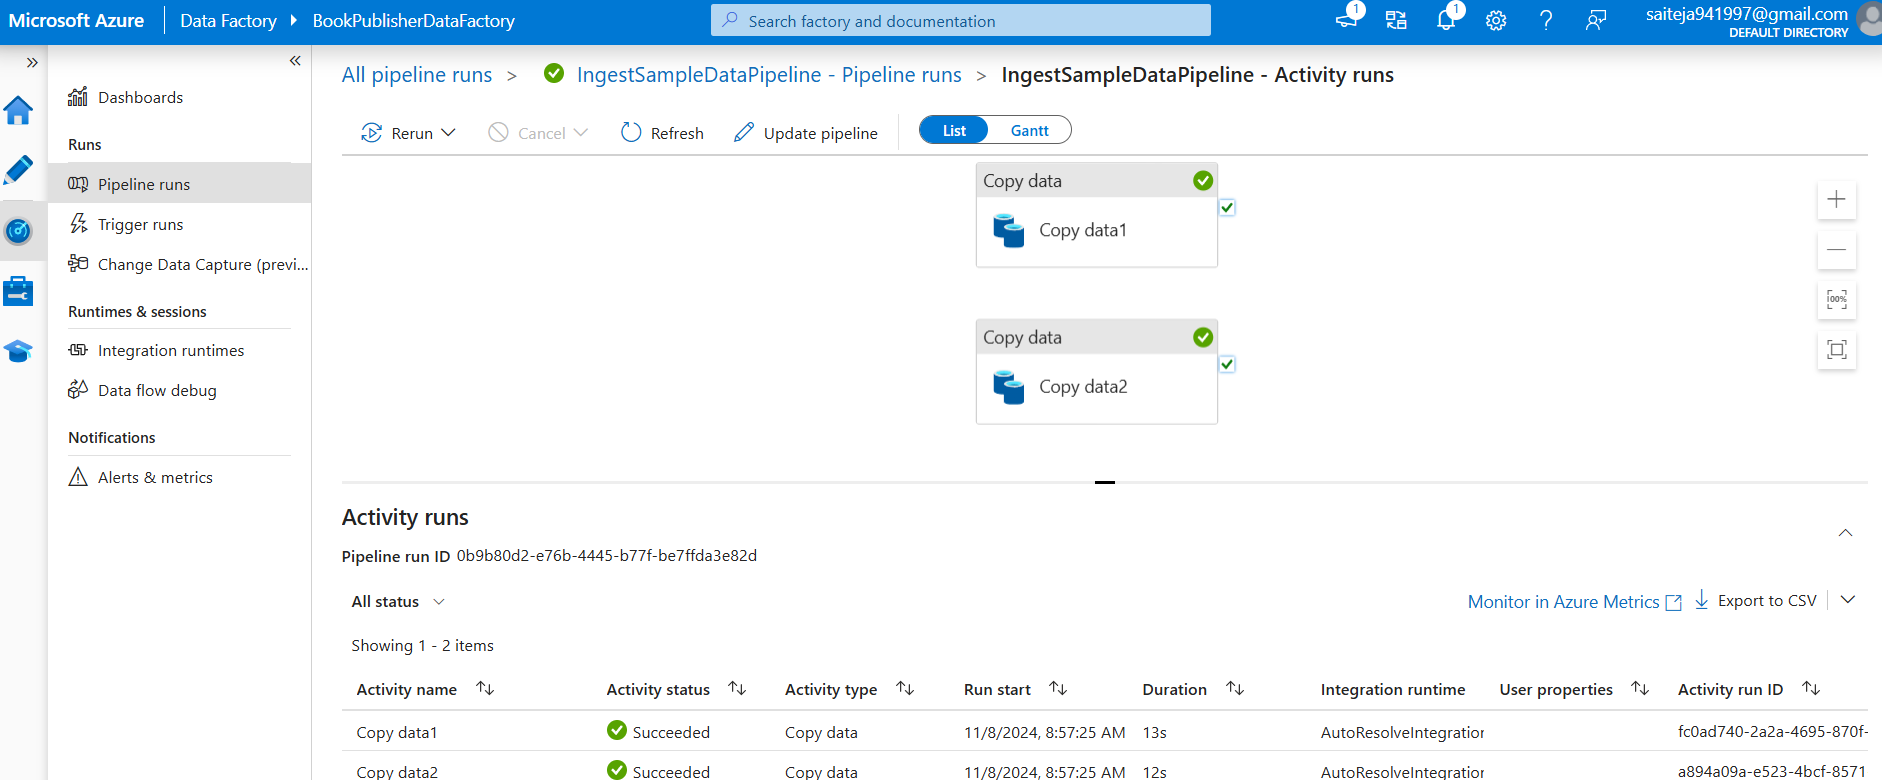 Microsoft Azure Data Factory BookPublisherDataFactory Search factory and documentation 1 1 saiteja941997@gmail.com
DEFAULT DIRECTORY
Dashboards
Runs
Pipeline runs
Trigger runs
Change Data Capture (previ...
Runtimes & sessions
Integration runtimes
Data flow debug
Notifications
Alerts & metrics
All pipeline runs > IngestSampleDataPipeline - Pipeline runs > IngestSampleDataPipeline - Activity runs
Rerun Cancel Refresh Update pipeline List Gantt
Copy data
Copy data1
Copy data
Copy data2
100%
Activity runs
Pipeline run ID 0b9b80d2-e76b-4445-b77f-be7ffda3e82d
All status Monitor in Azure Metrics Export to CSV
Showing 1 - 2 items
Activity name Activity status Activity type Run start Duration Integration runtime User properties Activity run ID
Copy data1 Succeeded Copy data 11/8/2024, 8:57:25 AM 13s AutoResolveIntegration fc0ad740-2a2a-4695-870f-
Copy data2 Succeeded Copy data 11/8/2024, 8:57:25 AM 12s AutoResolveIntegration a894a09a-e523-4bcf-8571